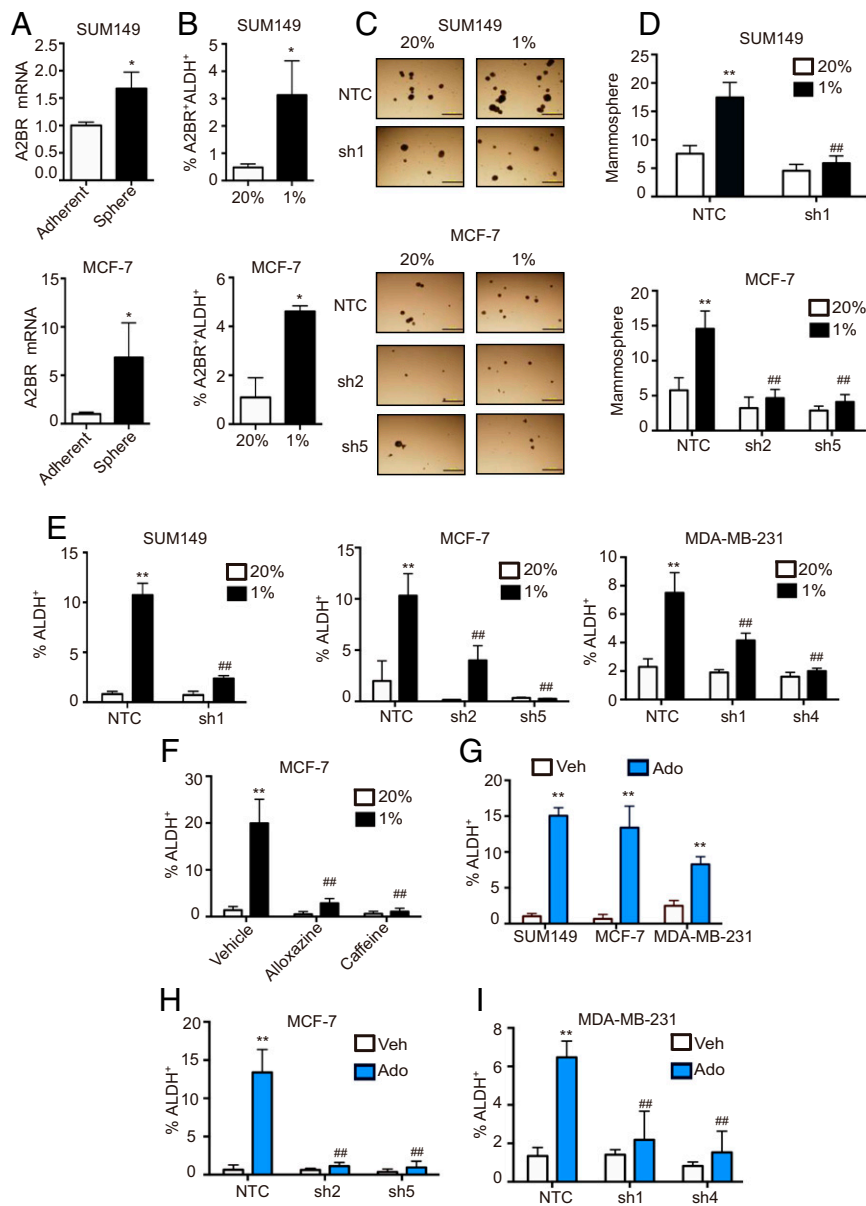 A
SUM149
A2BR mRNA
2.5
2.0
1.5
1.0
0.5
0.0
*
Adherent
Sphere
MCF-7
A2BR mRNA
15
10
5
0
*
Adherent
Sphere
B
SUM149
% A2BR⁺ALDH⁺
5
4
3
2
1
0
*
20% 1%
MCF-7
% A2BR⁺ALDH⁺
6
4
2
0
*
20% 1%
C
SUM149
20% 1%
NTC
sh1
MCF-7
20% 1%
NTC
sh2
sh5
D
SUM149
Mammosphere
25
20
15
10
5
0
**
##
20%
1%
NTC sh1
MCF-7
Mammosphere
20
15
10
5
0
**
##
##
20%
1%
NTC sh2 sh5
E
SUM149
% ALDH⁺
15
10
5
0
**
##
20%
1%
NTC sh1
MCF-7
% ALDH⁺
15
10
5
0
**
##
##
20%
1%
NTC sh2 sh5
MDA-MB-231
% ALDH⁺
8
6
4
2
0
**
##
##
20%
1%
NTC sh1 sh4
F
MCF-7
% ALDH⁺
30
20
10
0
**
##
##
20%
1%
Vehicle
Alloxazine
Caffeine
G
Veh Ado
% ALDH⁺
20
15
10
5
0
**
**
**
SUM149 MCF-7 MDA-MB-231
H
MCF-7
% ALDH⁺
20
15
10
5
0
**
##
##
Veh
Ado
NTC sh2 sh5
I
MDA-MB-231
% ALDH⁺
8
6
4
2
0
**
##
##
Veh
Ado
NTC sh1 sh4